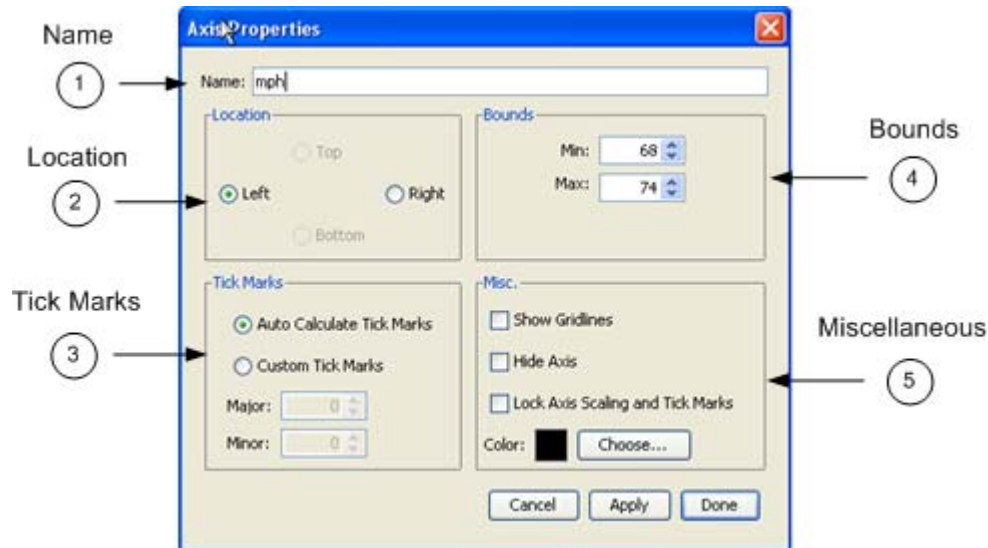 Axis Properties
Name
1
Name: mph
Location
Bounds
Top
Min: 68
Bounds
Location
Left
Right
Max: 74
4
2
Bottom
Tick Marks
Misc.
Tick Marks
Auto Calculate Tick Marks
Show Gridlines
Miscellaneous
3
Custom Tick Marks
Hide Axis
5
Major: 0
Lock Axis Scaling and Tick Marks
Minor: 0
Color:
Choose...
Cancel
Apply
Done